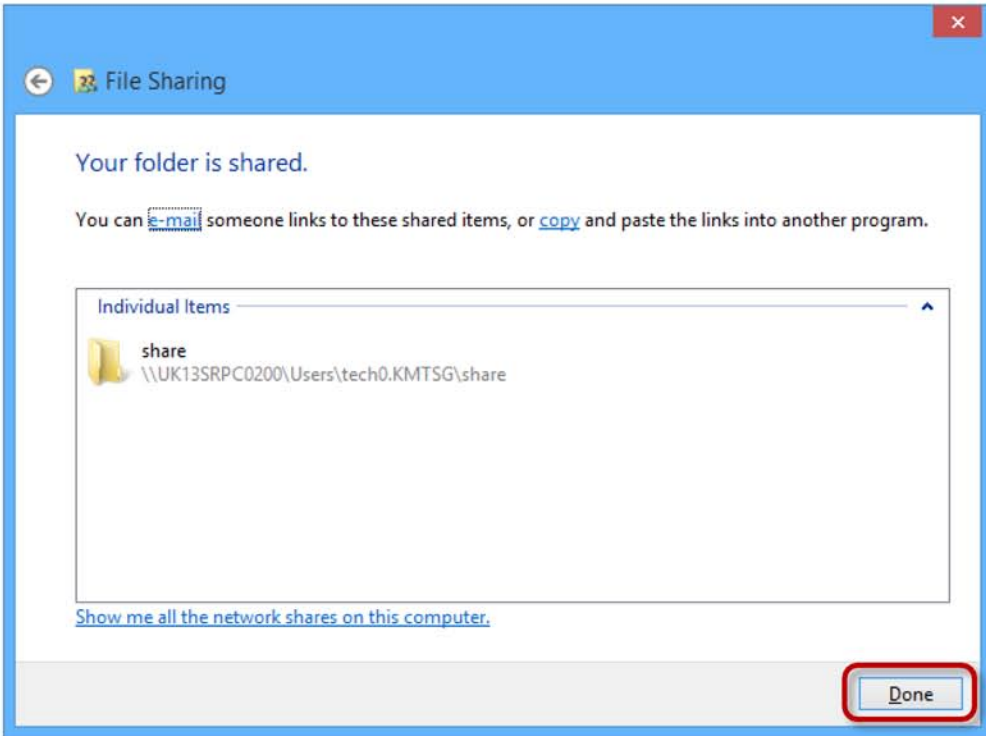 File Sharing
Your folder is shared.
You can e-mail someone links to these shared items, or copy and paste the links into another program.
Individual Items
share
\\UK13SRPC0200\Users\tech0.KMTSG\share
Show me all the network shares on this computer.
Done